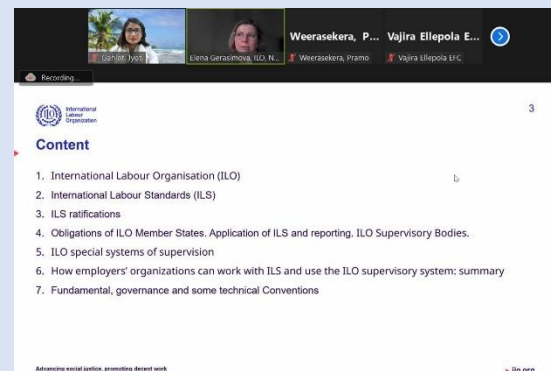 Weerasekera, P...
Vajira Ellepola E...
Gahlot, Jyoti
Elena Gerasimova, ILO, N...
Weerasekera, Pramo
Vajira Ellepola EFC
Recording...
International
Labour
Organization
3
Content
1. International Labour Organisation (ILO)
2. International Labour Standards (ILS)
3. ILS ratifications
4. Obligations of ILO Member States. Application of ILS and reporting. ILO Supervisory Bodies.
5. ILO special systems of supervision
6. How employers' organizations can work with ILS and use the ILO supervisory system: summary
7. Fundamental, governance and some technical Conventions
Advancing social justice, promoting decent work
ilo.org